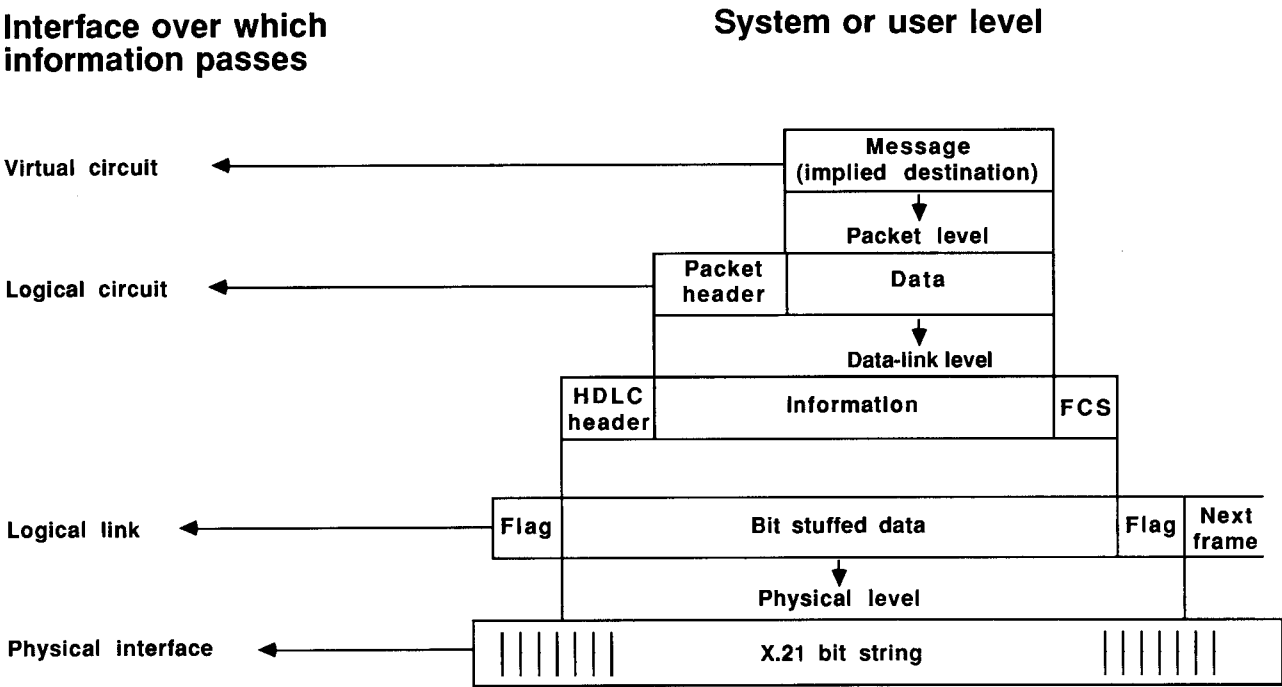 Interface over which
information passes
System or user level
Virtual circuit
Message
(implied destination)
Packet level
Logical circuit
Packet
header
Data
Data-link level
HDLC
header
Information
FCS
Logical link
Flag
Bit stuffed data
Flag
Next
frame
Physical level
Physical interface
X.21 bit string